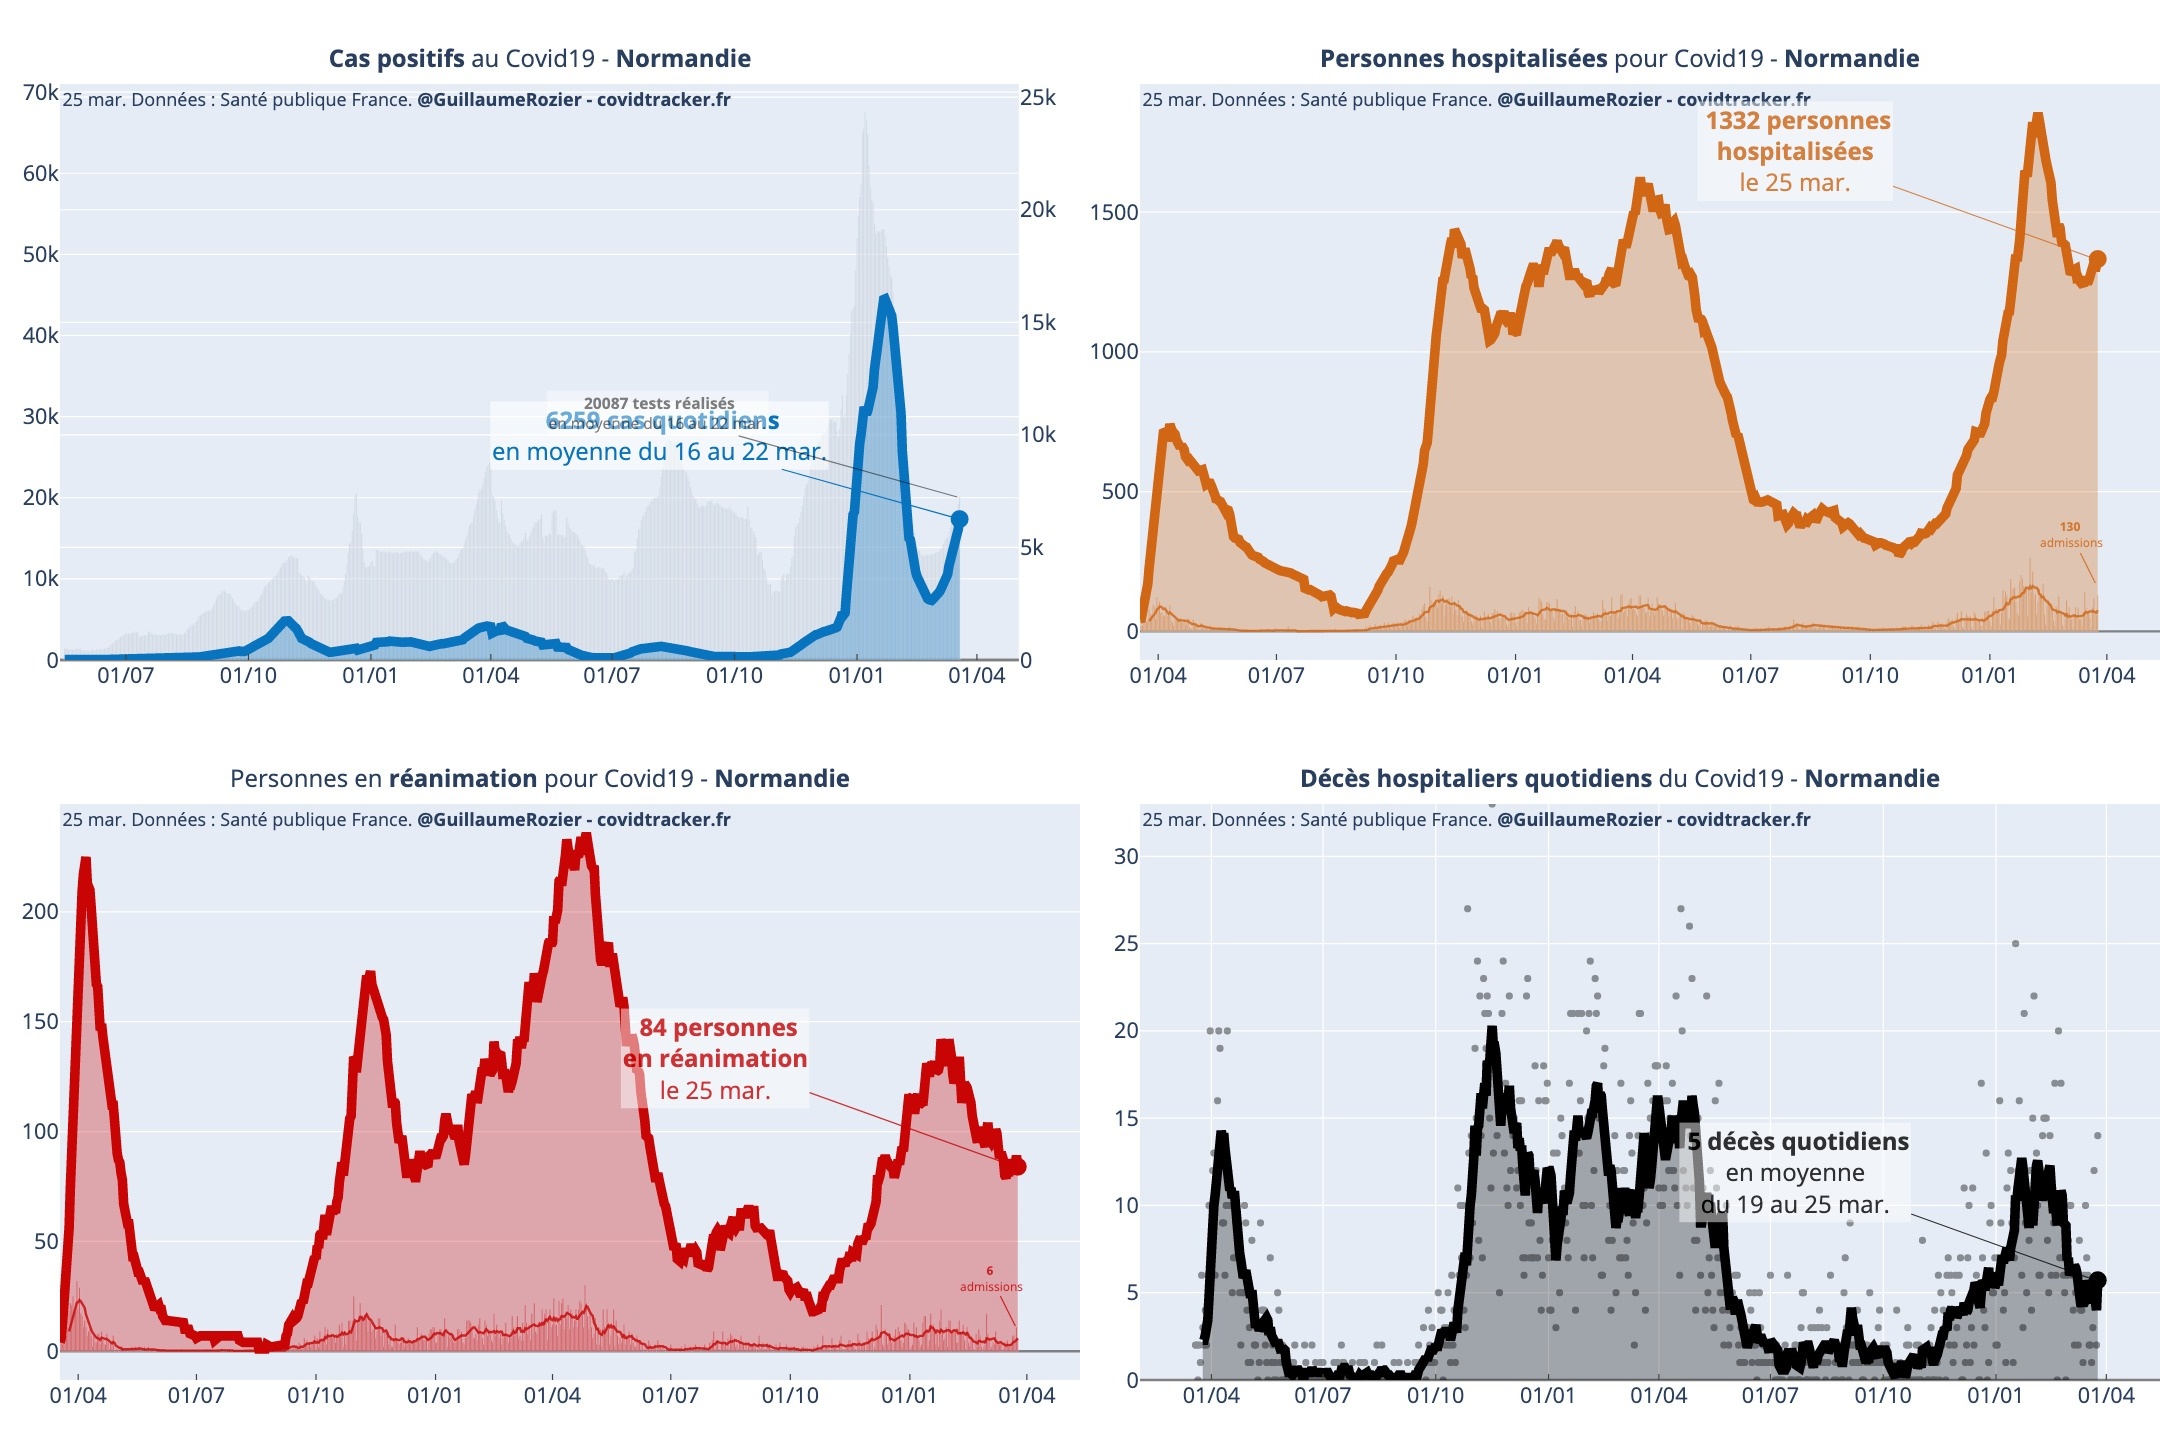 Cas positifs au Covid19 - Normandie
25 mar. Données : Santé publique France. @GuillaumeRozier - covidtracker.fr
70k
60k
50k
40k
30k
20k
10k
0
25k
20k
15k
10k
5k
0
20087 tests réalisés
en moyenne du 16 au 22 mar.
6259 cas quotidiens
en moyenne du 16 au 22 mar.
01/07 01/10 01/01 01/04 01/07 01/10 01/01 01/04
Personnes hospitalisées pour Covid19 - Normandie
25 mar. Données : Santé publique France. @GuillaumeRozier - covidtracker.fr
1332 personnes
hospitalisées
le 25 mar.
1500
1000
500
0
130
admissions
01/04 01/07 01/10 01/01 01/04 01/07 01/10 01/01 01/04
Personnes en réanimation pour Covid19 - Normandie
25 mar. Données : Santé publique France. @GuillaumeRozier - covidtracker.fr
200
150
100
50
0
84 personnes
en réanimation
le 25 mar.
6
admissions
01/04 01/07 01/10 01/01 01/04 01/07 01/10 01/01 01/04
Décès hospitaliers quotidiens du Covid19 - Normandie
25 mar. Données : Santé publique France. @GuillaumeRozier - covidtracker.fr
30
25
20
15
10
5
0
5 décès quotidiens
en moyenne
du 19 au 25 mar.
01/04 01/07 01/10 01/01 01/04 01/07 01/10 01/01 01/04